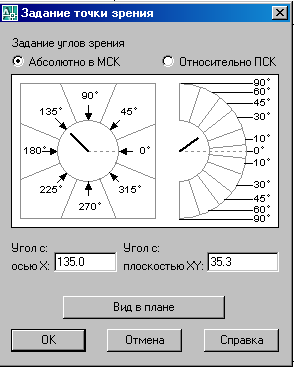 Задание точки зрения
Задание углов зрения
Абсолютно в МСК Относительно ПСК
90°
135° 45°
180° 0°
225° 315°
270°
90°
60°
45°
30°
10°
0°
10°
30°
45°
60°
90°
Угол с: Угол с:
осью X: 135.0 плоскостью XY: 35.3
Вид в плане
OK Отмена Справка